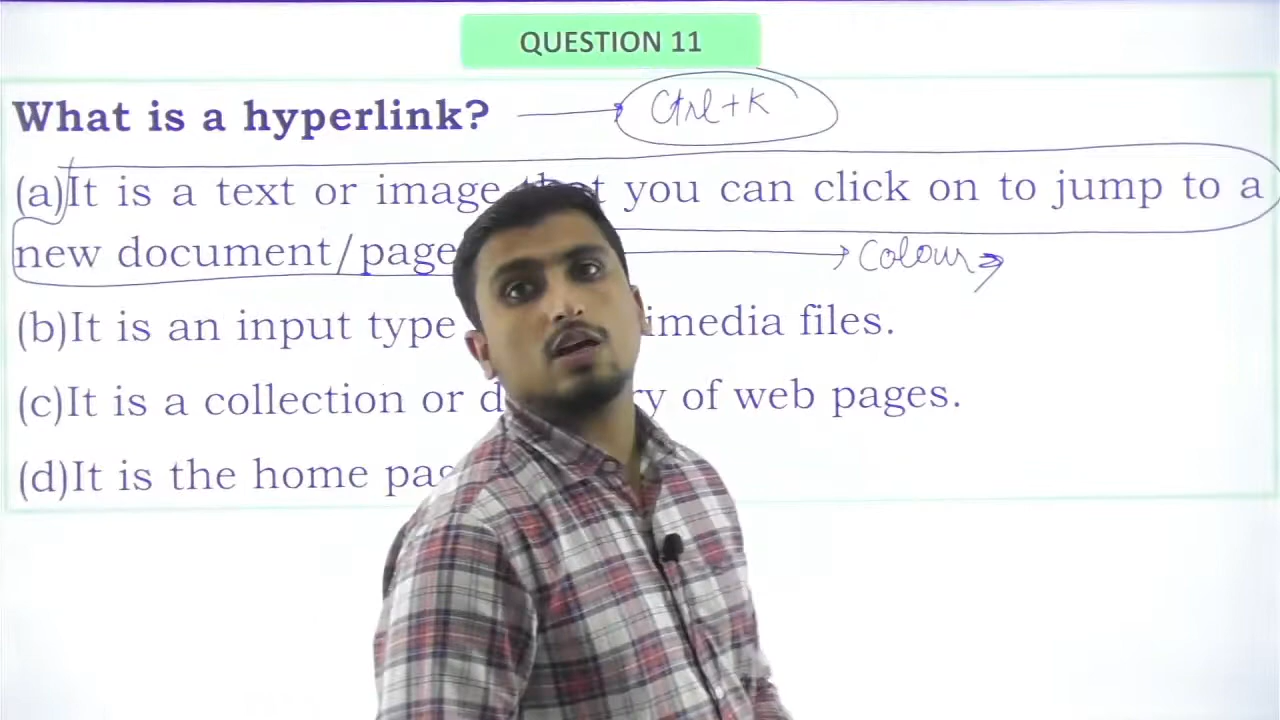 QUESTION 11
What is a hyperlink? Ctrl+K
(a)It is a text or image that you can click on to jump to a
new document/page Colour
(b)It is an input type files.
(c)It is a collection or of web pages.
(d)It is the home